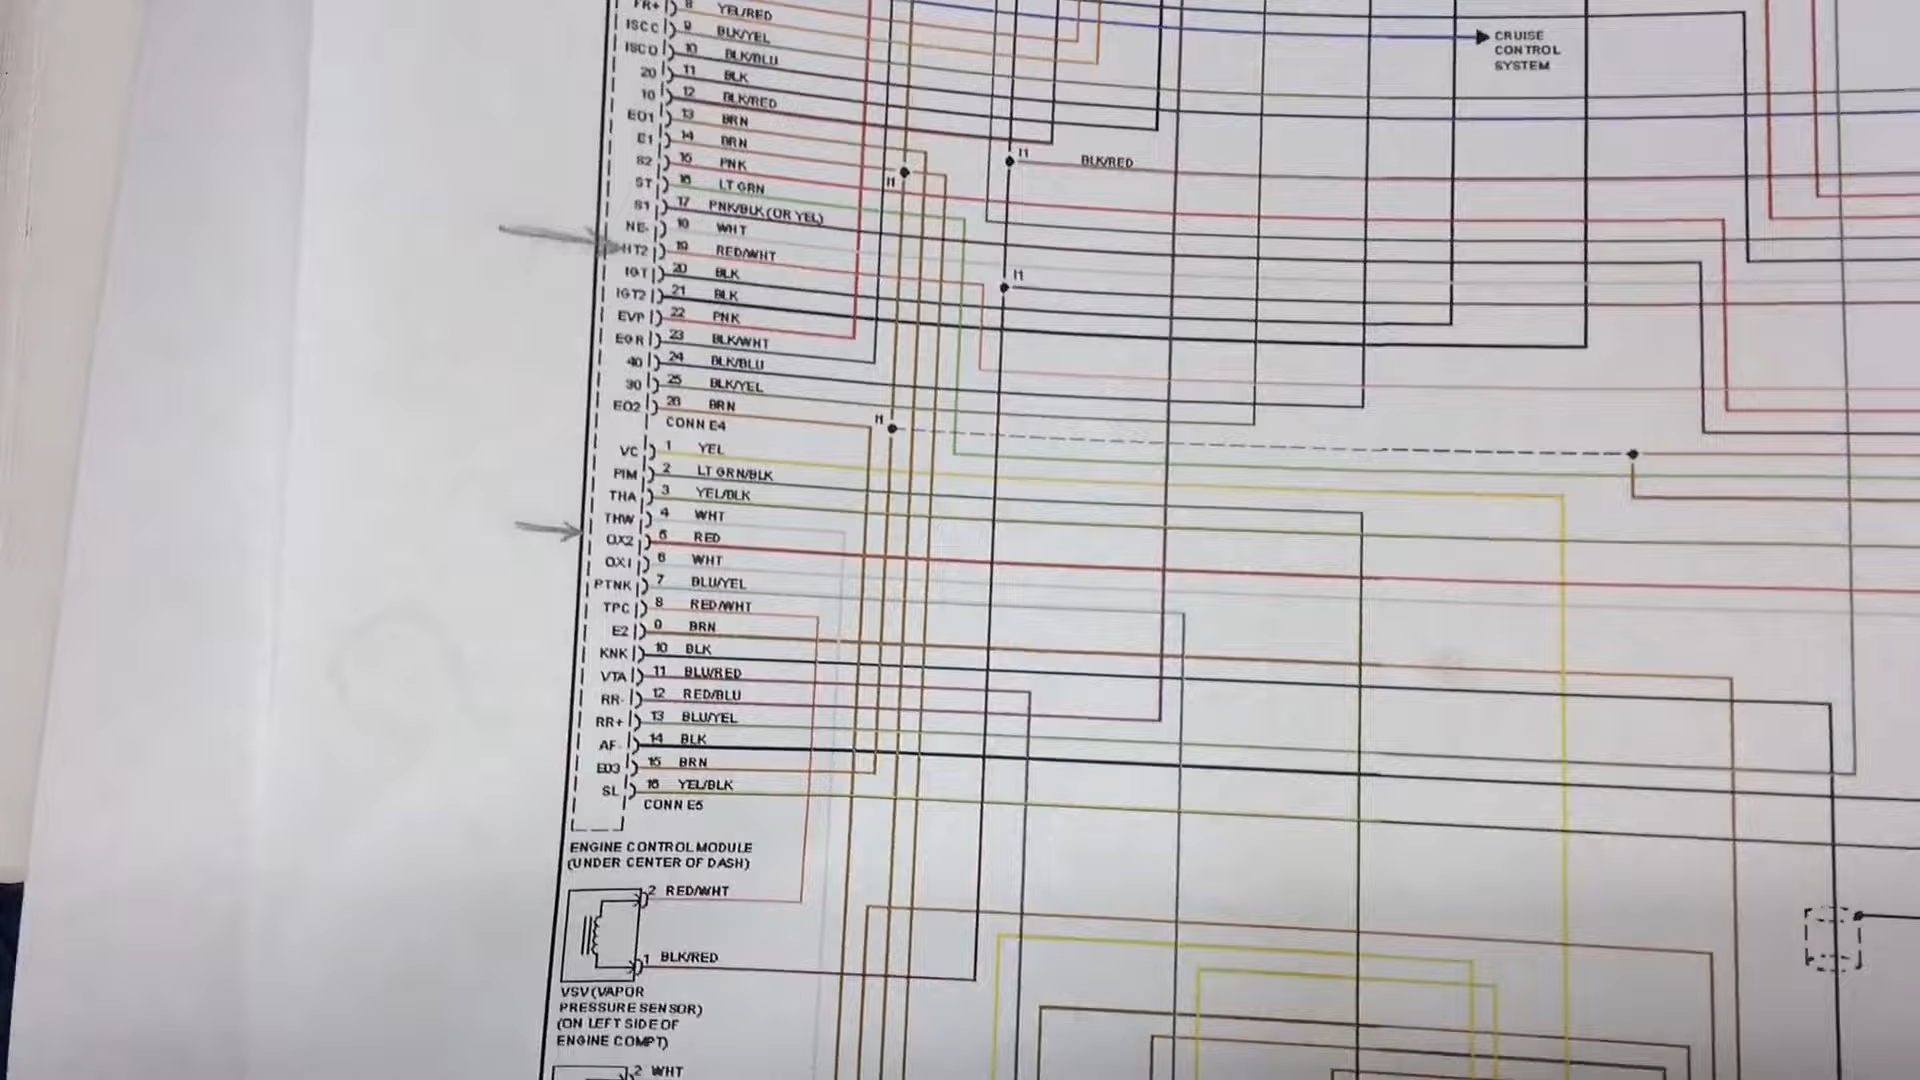 FR+ 8 YEL/RED
ISCC 9 BLK/YEL
ISCO 10 BLK/BLU
20 11 BLK
10 12 BLK/RED
EO1 13 BRN
E1 14 BRN
S2 15 PNK
ST 16 LT GRN
S1 17 PNK/BLK (OR YEL)
NE- 18 WHT
HT2 19 RED/WHT
IGT 20 BLK
IGT2 21 BLK
EVP 22 PNK
EGR 23 BLK/WHT
40 24 BLK/BLU
30 25 BLK/YEL
EO2 26 BRN
CONN E4
VC 1 YEL
PIM 2 LT GRN/BLK
THA 3 YEL/BLK
THW 4 WHT
OX2 5 RED
OX1 6 WHT
PTNK 7 BLU/YEL
TPC 8 RED/WHT
E2 9 BRN
KNK 10 BLK
VTA 11 BLU/RED
RR- 12 RED/BLU
RR+ 13 BLU/YEL
AF- 14 BLK
EO3 15 BRN
SL 16 YEL/BLK
CONN E5
ENGINE CONTROL MODULE
(UNDER CENTER OF DASH)
2 RED/WHT
1 BLK/RED
VSV (VAPOR
PRESSURE SENSOR)
(ON LEFT SIDE OF
ENGINE COMPT)
2 WHT
CRUISE
CONTROL
SYSTEM
I1 BLK/RED
I1
I1
I1